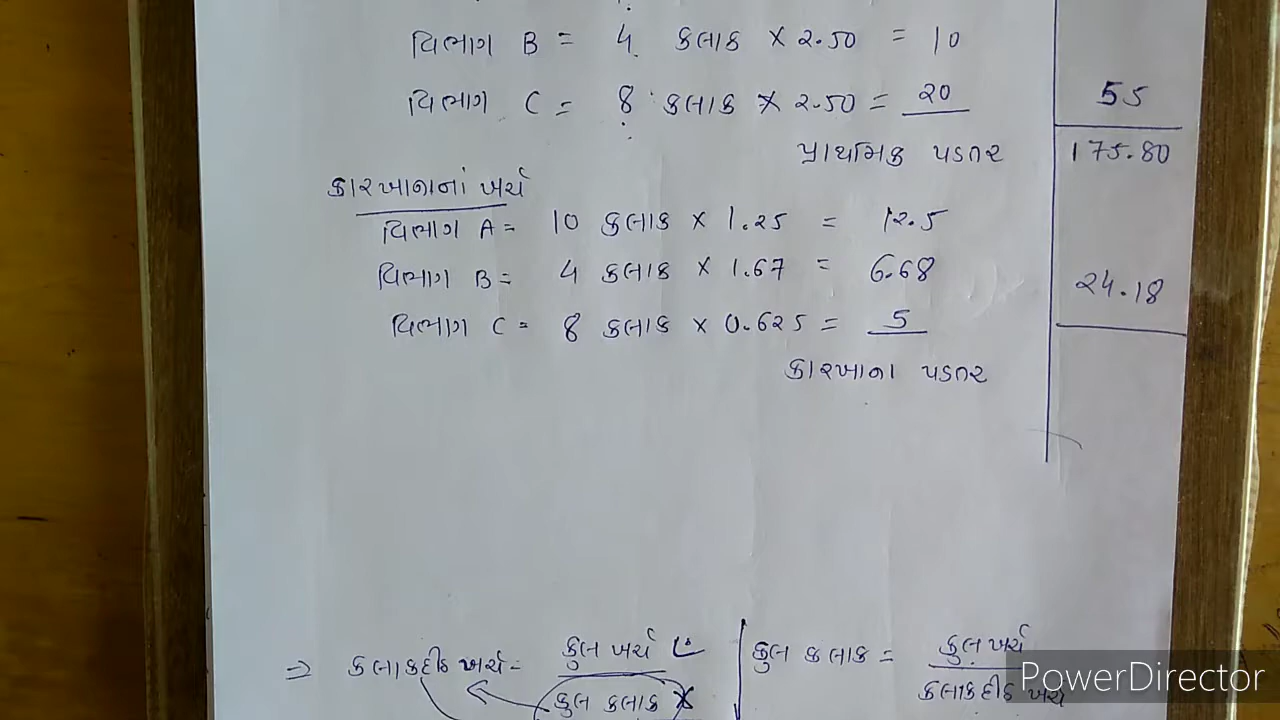 વિભાગ B = 4 કલાક × 2.50 = 10
વિભાગ C = 8 કલાક × 2.50 = 20 55
પ્રાથમિક પડતર 175.80
કારખાનાનાં ખર્ચ
વિભાગ A = 10 કલાક × 1.25 = 12.5
વિભાગ B = 4 કલાક × 1.67 = 6.68 24.18
વિભાગ C = 8 કલાક × 0.625 = 5
કારખાના પડતર
⇒ કલાકદીઠ ખર્ચ = કુલ ખર્ચ
કુલ કલાક
કુલ કલાક = કુલ ખર્ચ
કલાકદીઠ ખર્ચ
PowerDirector